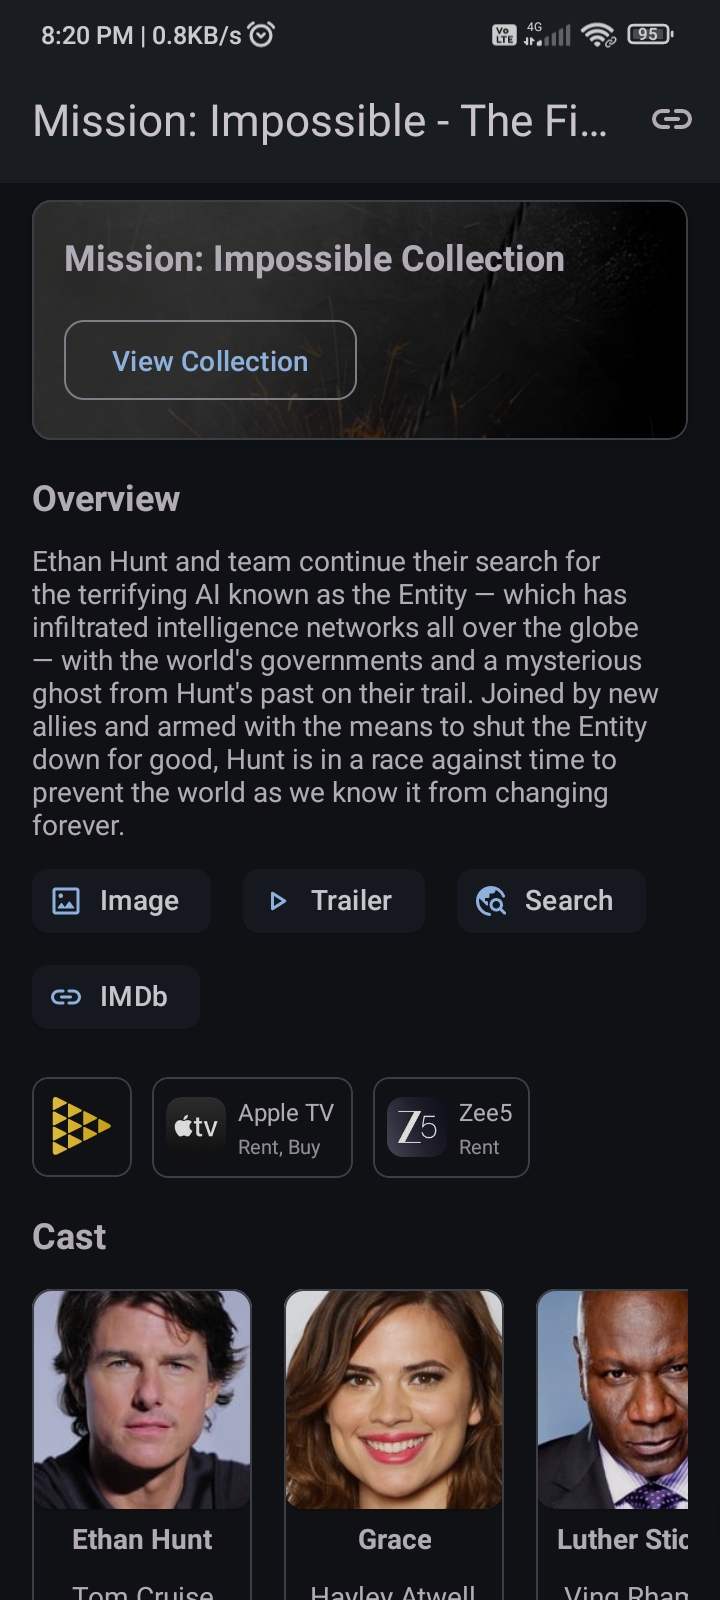 8:20 PM | 0.8KB/s
Vo LTE 4G 95
Mission: Impossible - The Fi...
Mission: Impossible Collection
View Collection
Overview
Ethan Hunt and team continue their search for
the terrifying AI known as the Entity — which has
infiltrated intelligence networks all over the globe
— with the world's governments and a mysterious
ghost from Hunt's past on their trail. Joined by new
allies and armed with the means to shut the Entity
down for good, Hunt is in a race against time to
prevent the world as we know it from changing
forever.
Image Trailer Search
IMDb
tv Apple TV Z5 Zee5
Rent, Buy Rent
Cast
Ethan Hunt Grace Luther Stic
Tom Cruise Hayley Atwell Ving Rham